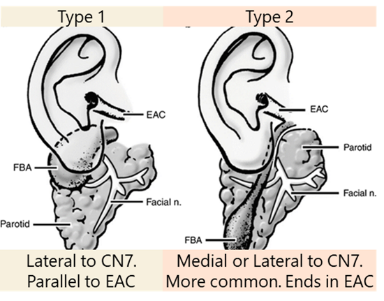 Type 1
Type 2
EAC
FBA
Facial n.
Parotid
EAC
Parotid
Facial n.
FBA
Lateral to CN7.
Parallel to EAC
Medial or Lateral to CN7.
More common. Ends in EAC